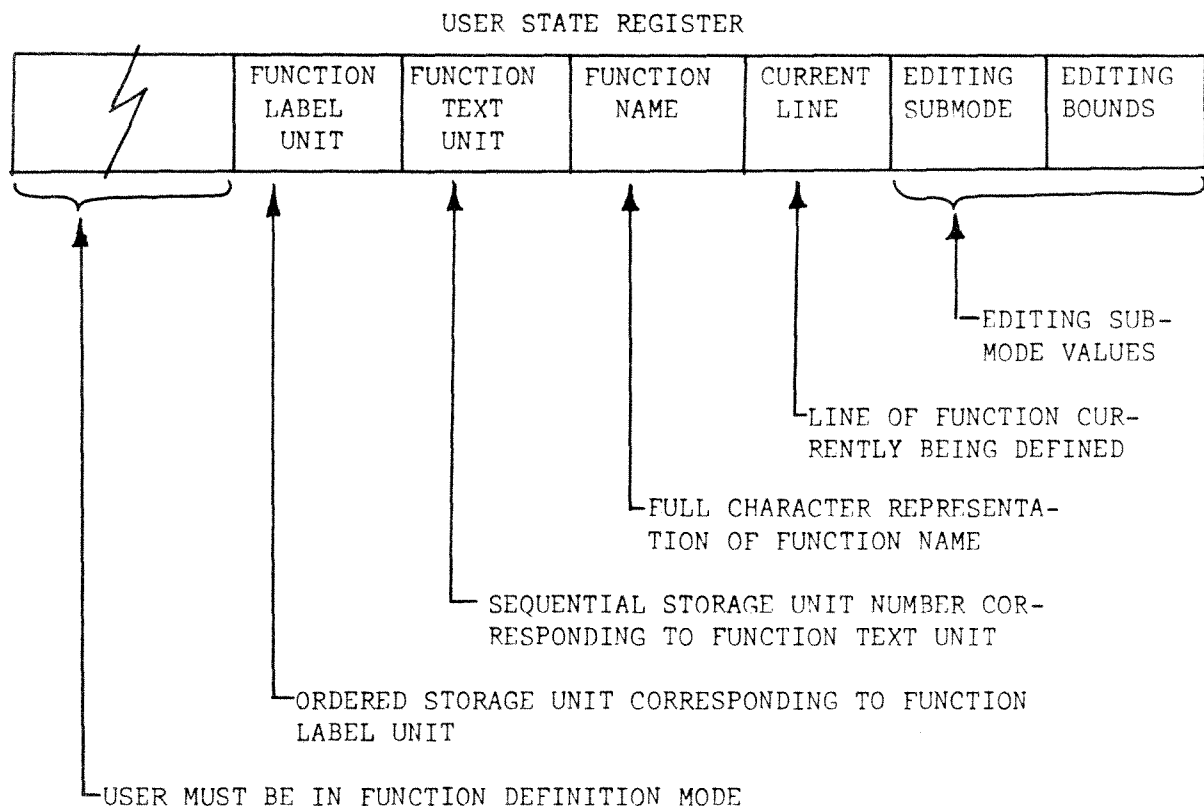 USER STATE REGISTER
FUNCTION LABEL UNIT
FUNCTION TEXT UNIT
FUNCTION NAME
CURRENT LINE
EDITING SUBMODE
EDITING BOUNDS
EDITING SUB-
MODE VALUES
LINE OF FUNCTION CUR-
RENTLY BEING DEFINED
FULL CHARACTER REPRESENTA-
TION OF FUNCTION NAME
SEQUENTIAL STORAGE UNIT NUMBER COR-
RESPONDING TO FUNCTION TEXT UNIT
ORDERED STORAGE UNIT CORRESPONDING TO FUNCTION
LABEL UNIT
USER MUST BE IN FUNCTION DEFINITION MODE